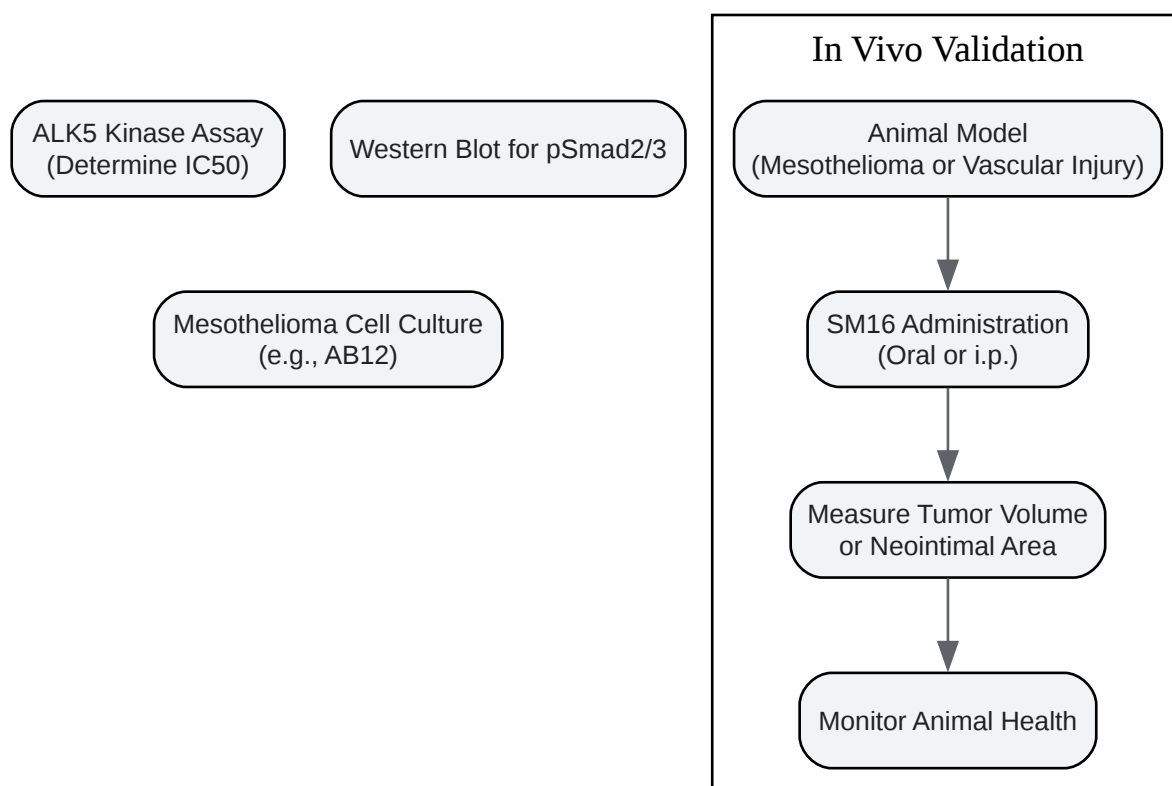 In Vivo Validation
ALK5 Kinase Assay
(Determine IC50)
Western Blot for pSmad2/3
Animal Model
(Mesothelioma or Vascular Injury)
Mesothelioma Cell Culture
(e.g., AB12)
SM16 Administration
(Oral or i.p.)
Measure Tumor Volume
or Neointimal Area
Monitor Animal Health